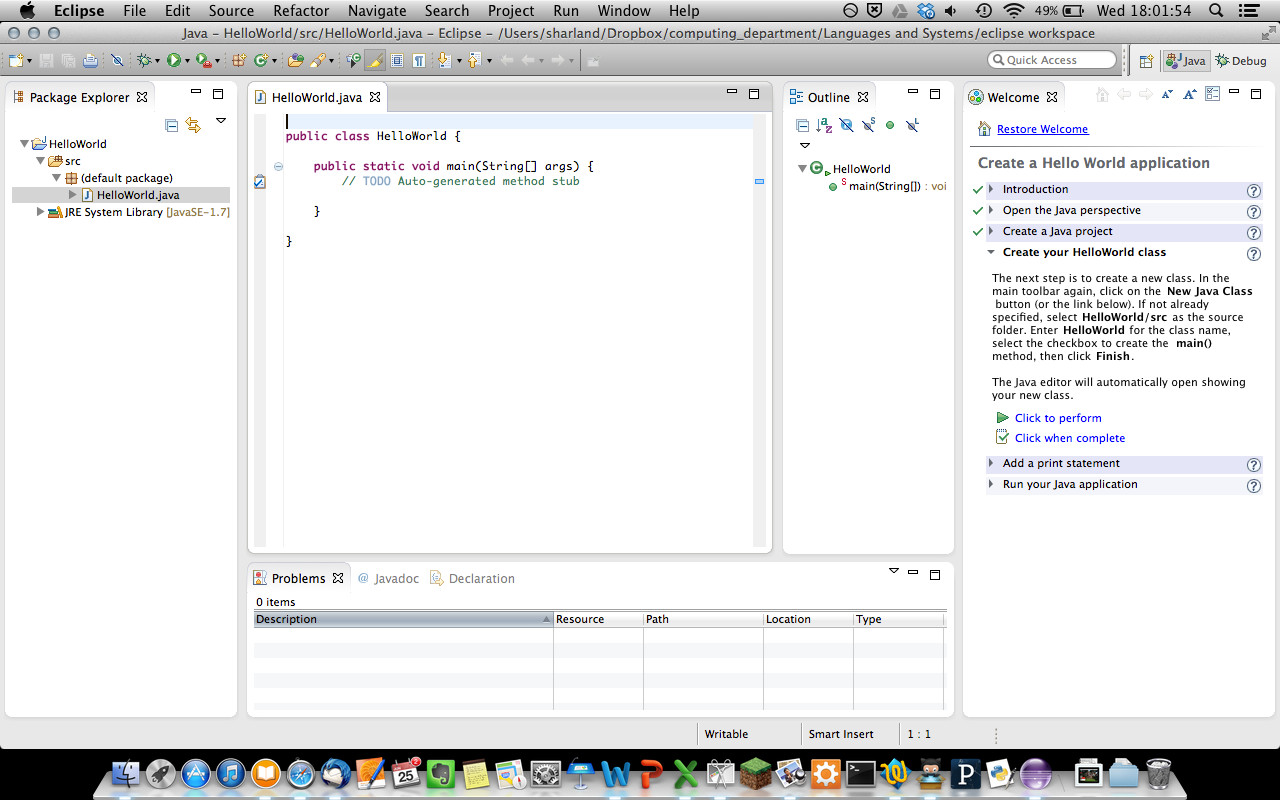 Eclipse File Edit Source Refactor Navigate Search Project Run Window Help 49% Wed 18:01:54
Java – HelloWorld/src/HelloWorld.java – Eclipse – /Users/sharland/Dropbox/computing_department/Languages and Systems/eclipse workspace
Quick Access Java Debug
Package Explorer
HelloWorld
src
(default package)
HelloWorld.java
JRE System Library [JavaSE-1.7]
HelloWorld.java
public class HelloWorld {
public static void main(String[] args) {
// TODO Auto-generated method stub
}
}
Outline
HelloWorld
main(String[]) : voi
Welcome
Restore Welcome
Create a Hello World application
Introduction
Open the Java perspective
Create a Java project
Create your HelloWorld class
The next step is to create a new class. In the
main toolbar again, click on the New Java Class
button (or the link below). If not already
specified, select HelloWorld/src as the source
folder. Enter HelloWorld for the class name,
select the checkbox to create the main()
method, then click Finish.
The Java editor will automatically open showing
your new class.
Click to perform
Click when complete
Add a print statement
Run your Java application
Problems @ Javadoc Declaration
0 items
Description Resource Path Location Type
Writable Smart Insert 1 : 1
25